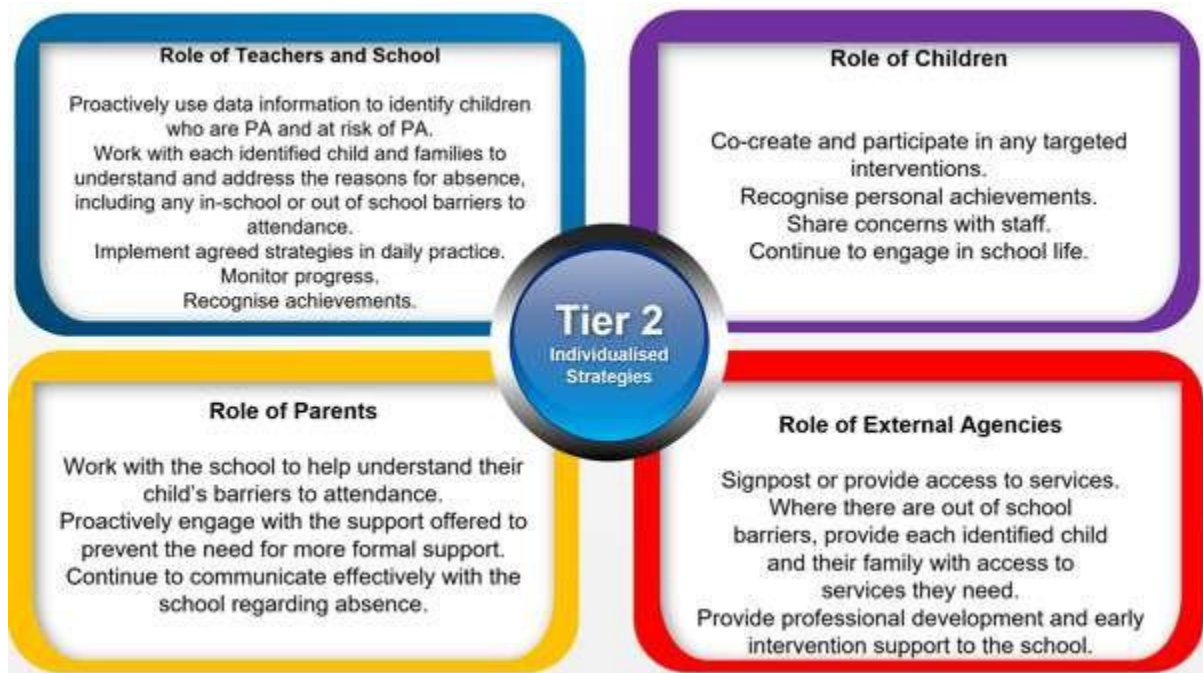 Role of Teachers and School
Proactively use data information to identify children
who are PA and at risk of PA.
Work with each identified child and families to
understand and address the reasons for absence,
including any in-school or out of school barriers to
attendance.
Implement agreed strategies in daily practice.
Monitor progress.
Recognise achievements.
Role of Children
Co-create and participate in any targeted
interventions.
Recognise personal achievements.
Share concerns with staff.
Continue to engage in school life.
Tier 2
Individualised
Strategies
Role of Parents
Work with the school to help understand their
child's barriers to attendance.
Proactively engage with the support offered to
prevent the need for more formal support.
Continue to communicate effectively with the
school regarding absence.
Role of External Agencies
Signpost or provide access to services.
Where there are out of school
barriers, provide each identified child
and their family with access to
services they need.
Provide professional development and early
intervention support to the school.